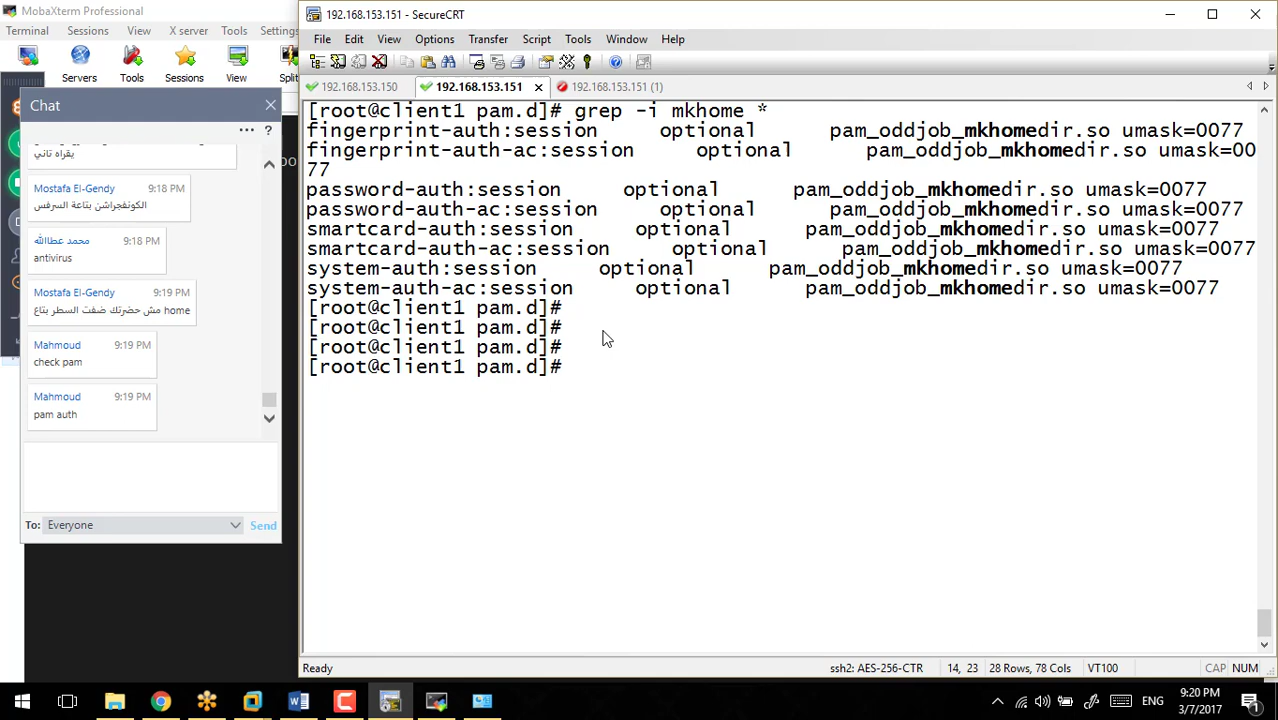 MobaXterm Professional
Terminal Sessions View X server Tools Settings
Servers Tools Sessions View Split
Chat
يقراه تاني
Mostafa El-Gendy 9:18 PM
الكونفجراشن بتاعة السرفس
محمد عطاالله 9:18 PM
antivirus
Mostafa El-Gendy 9:19 PM
مش حضرتك ضفت السطر بتاع home
Mahmoud 9:19 PM
check pam
Mahmoud 9:19 PM
pam auth
To: Everyone Send
192.168.153.151 - SecureCRT
File Edit View Options Transfer Script Tools Window Help
192.168.153.150 192.168.153.151 192.168.153.151 (1)
[root@client1 pam.d]# grep -i mkhome *
fingerprint-auth:session optional pam_oddjob_mkhomedir.so umask=0077
fingerprint-auth-ac:session optional pam_oddjob_mkhomedir.so umask=00
77
password-auth:session optional pam_oddjob_mkhomedir.so umask=0077
password-auth-ac:session optional pam_oddjob_mkhomedir.so umask=0077
smartcard-auth:session optional pam_oddjob_mkhomedir.so umask=0077
smartcard-auth-ac:session optional pam_oddjob_mkhomedir.so umask=0077
system-auth:session optional pam_oddjob_mkhomedir.so umask=0077
system-auth-ac:session optional pam_oddjob_mkhomedir.so umask=0077
[root@client1 pam.d]#
[root@client1 pam.d]#
[root@client1 pam.d]#
[root@client1 pam.d]#
Ready ssh2: AES-256-CTR 14, 23 28 Rows, 78 Cols VT100 CAP NUM
ENG
9:20 PM
3/7/2017